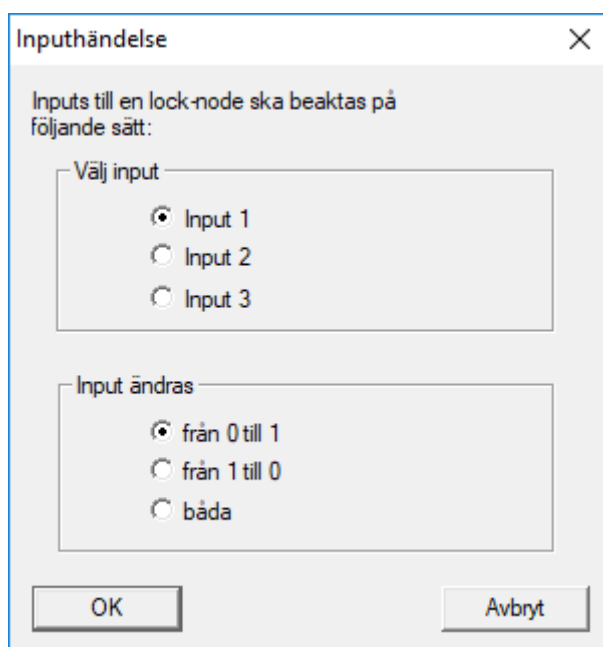 Inputhändelse
Inputs till en lock-node ska beaktas på
följande sätt:
Välj input
Input 1
Input 2
Input 3
Input ändras
från 0 till 1
från 1 till 0
båda
OK
Avbryt